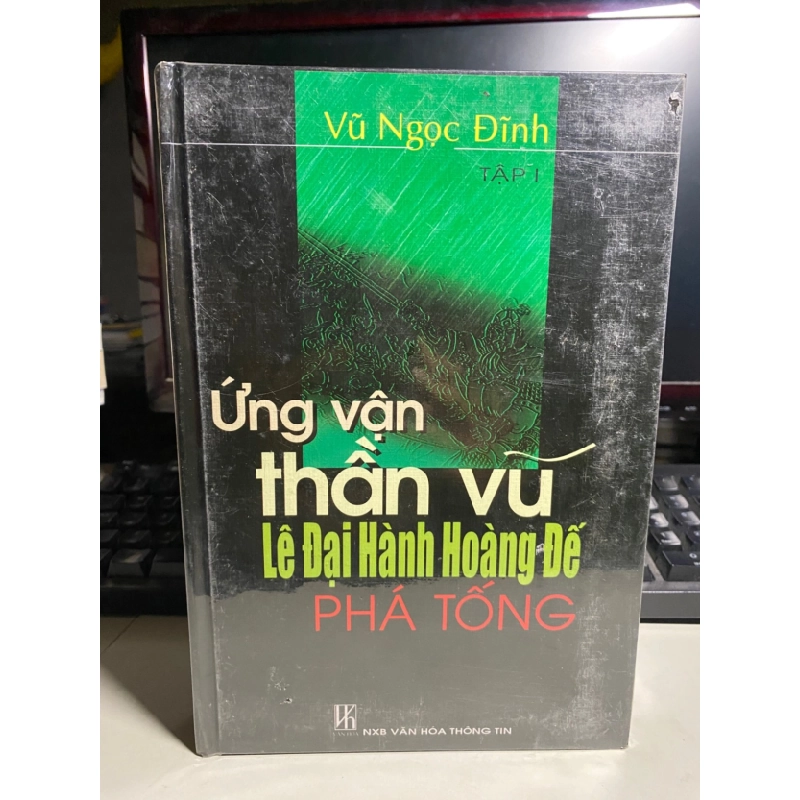 Vũ Ngọc Đĩnh
TẬP I
Ứng vận
thần vũ
Lê Đại Hành Hoàng Đế
PHÁ TỐNG
NXB VĂN HÓA THÔNG TIN